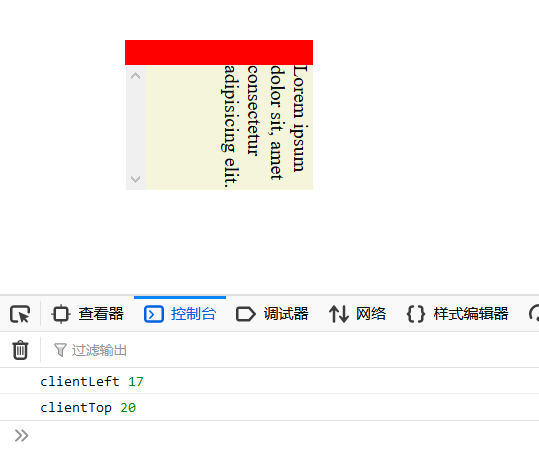 Lorem ipsum
dolor sit, amet
consectetur
adipisicing elit.
查看器
控制台
调试器
网络
样式编辑器
过滤输出
clientLeft 17
clientTop 20